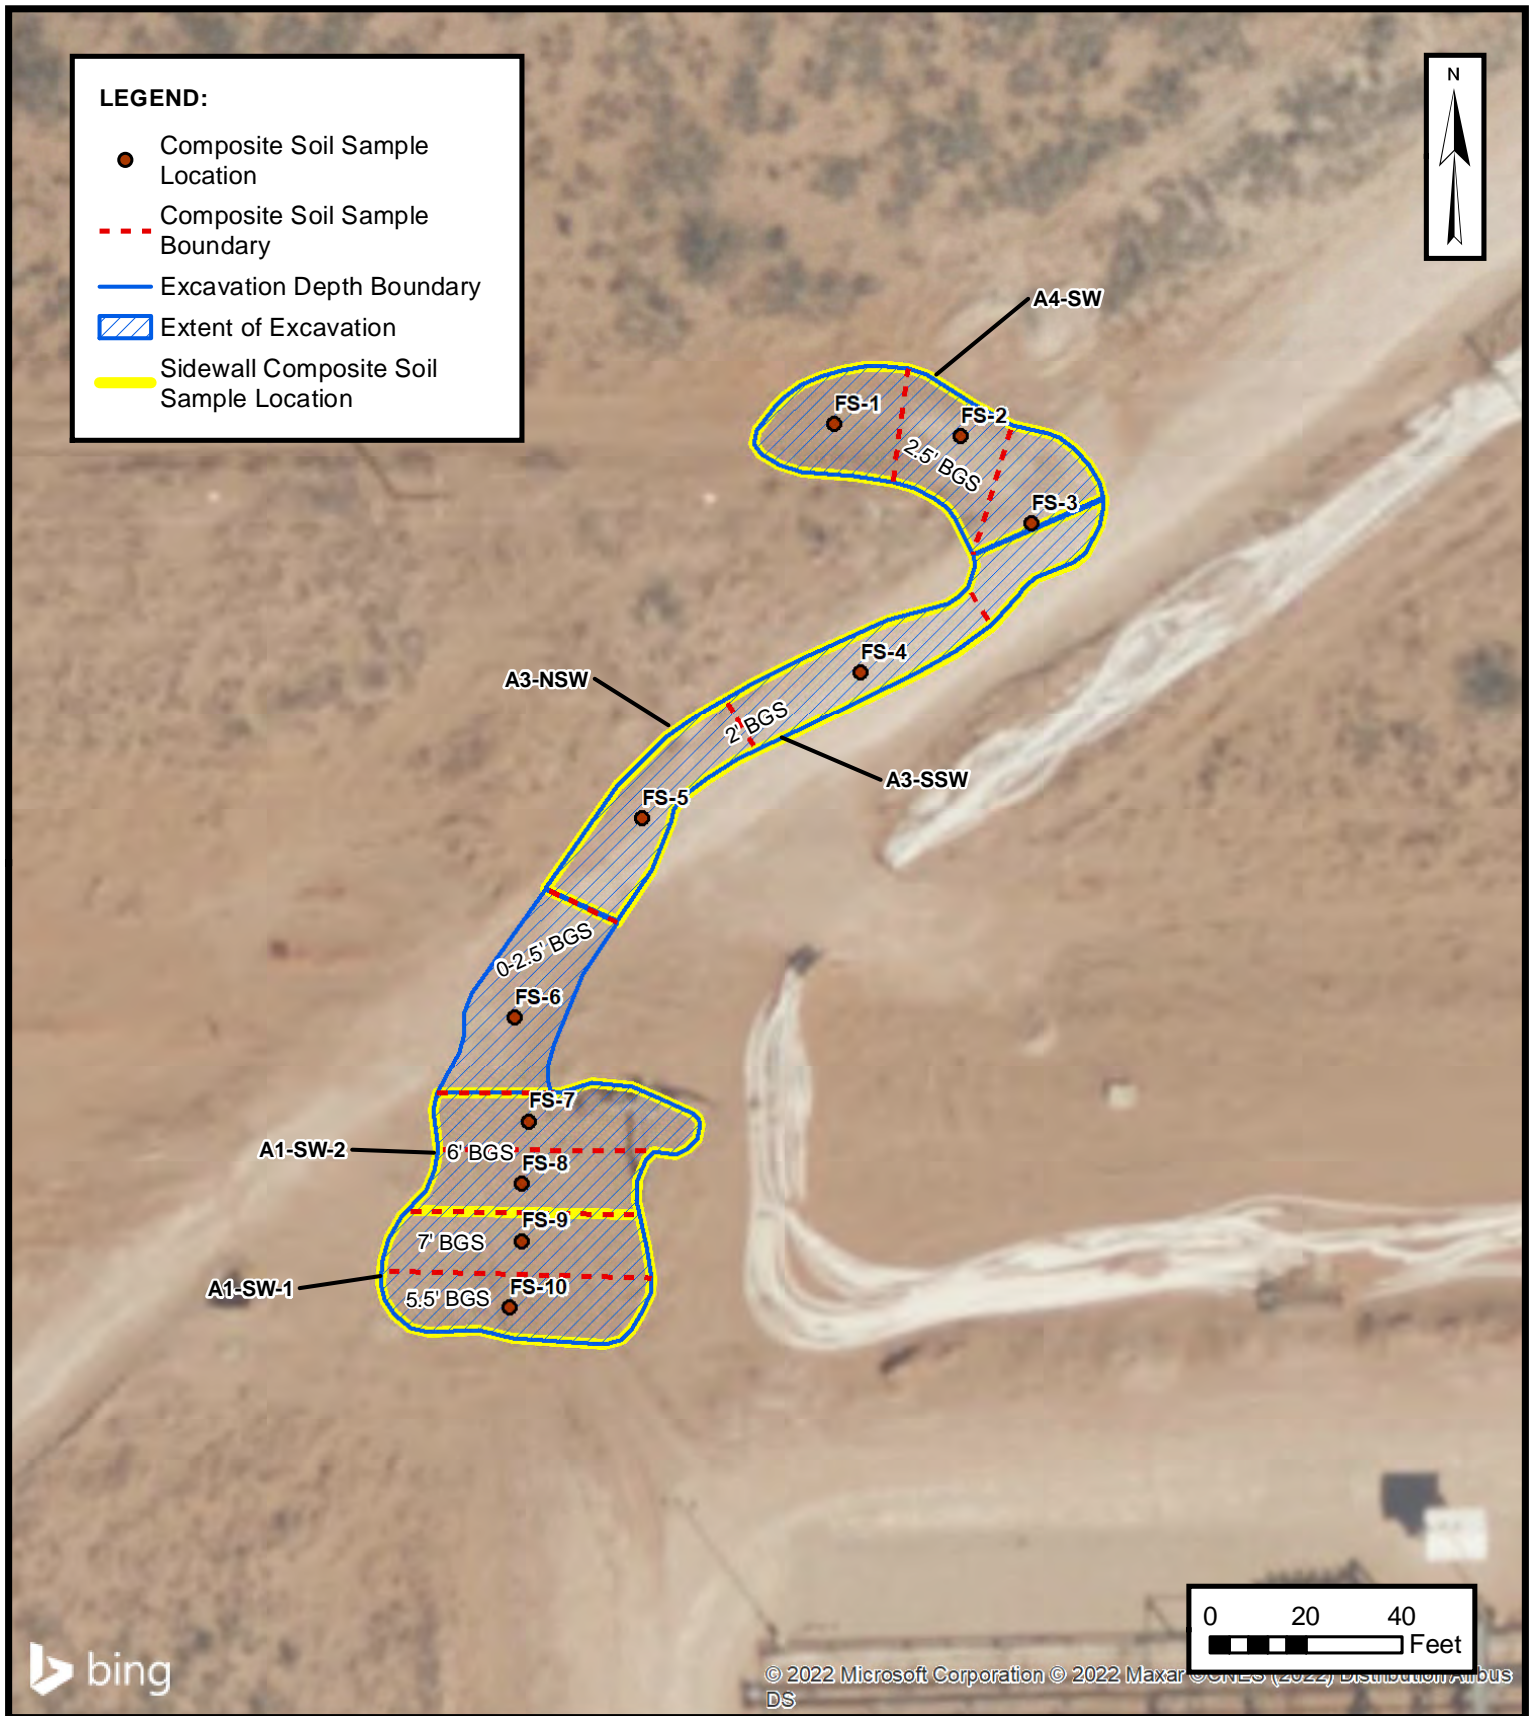 LEGEND:
Composite Soil Sample
Location
Composite Soil Sample
Boundary
Excavation Depth Boundary
Extent of Excavation
Sidewall Composite Soil
Sample Location
N
A4-SW
FS-1
FS-2
2.5' BGS
FS-3
FS-4
A3-NSW
2' BGS
A3-SSW
FS-5
0-2.5' BGS
FS-6
FS-7
A1-SW-2
6' BGS
FS-8
FS-9
7' BGS
A1-SW-1
FS-10
5.5' BGS
0 20 40
Feet
bing
© 2022 Microsoft Corporation © 2022 Maxar ©CNES (2022) Distribution Airbus
DS